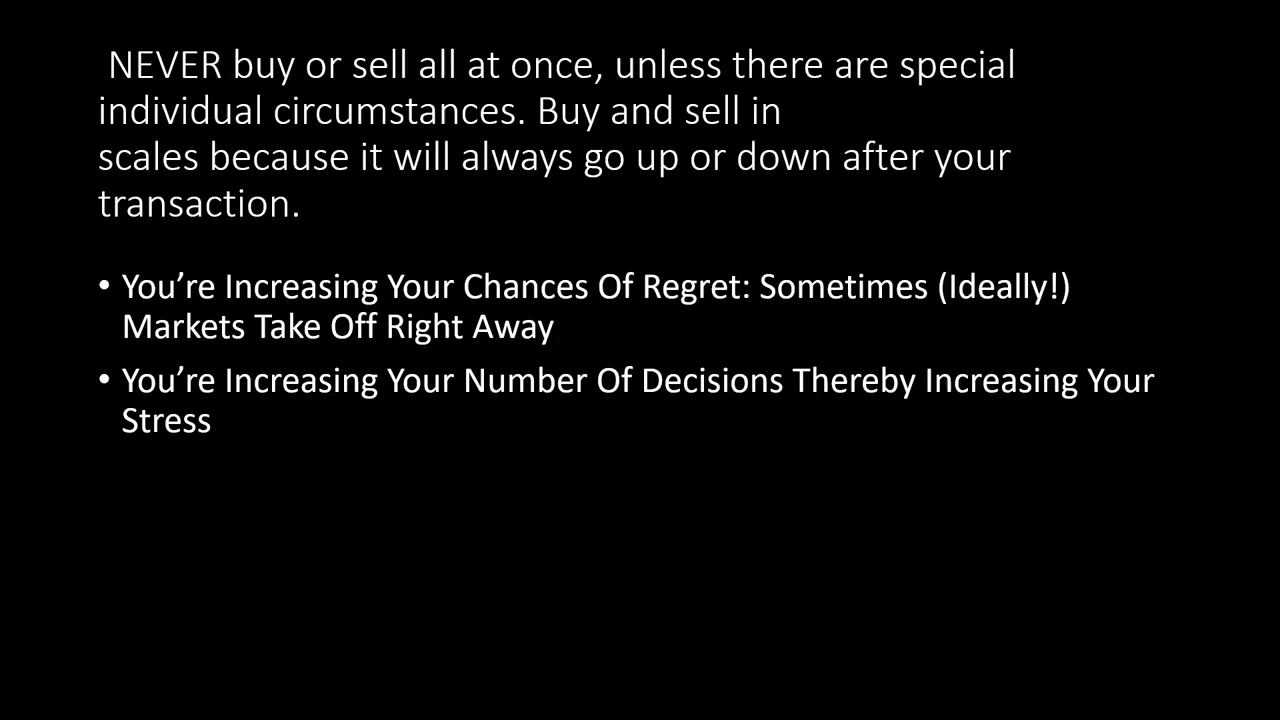 NEVER buy or sell all at once, unless there are special
individual circumstances. Buy and sell in
scales because it will always go up or down after your
transaction.
• You’re Increasing Your Chances Of Regret: Sometimes (Ideally!)
Markets Take Off Right Away
• You’re Increasing Your Number Of Decisions Thereby Increasing Your
Stress